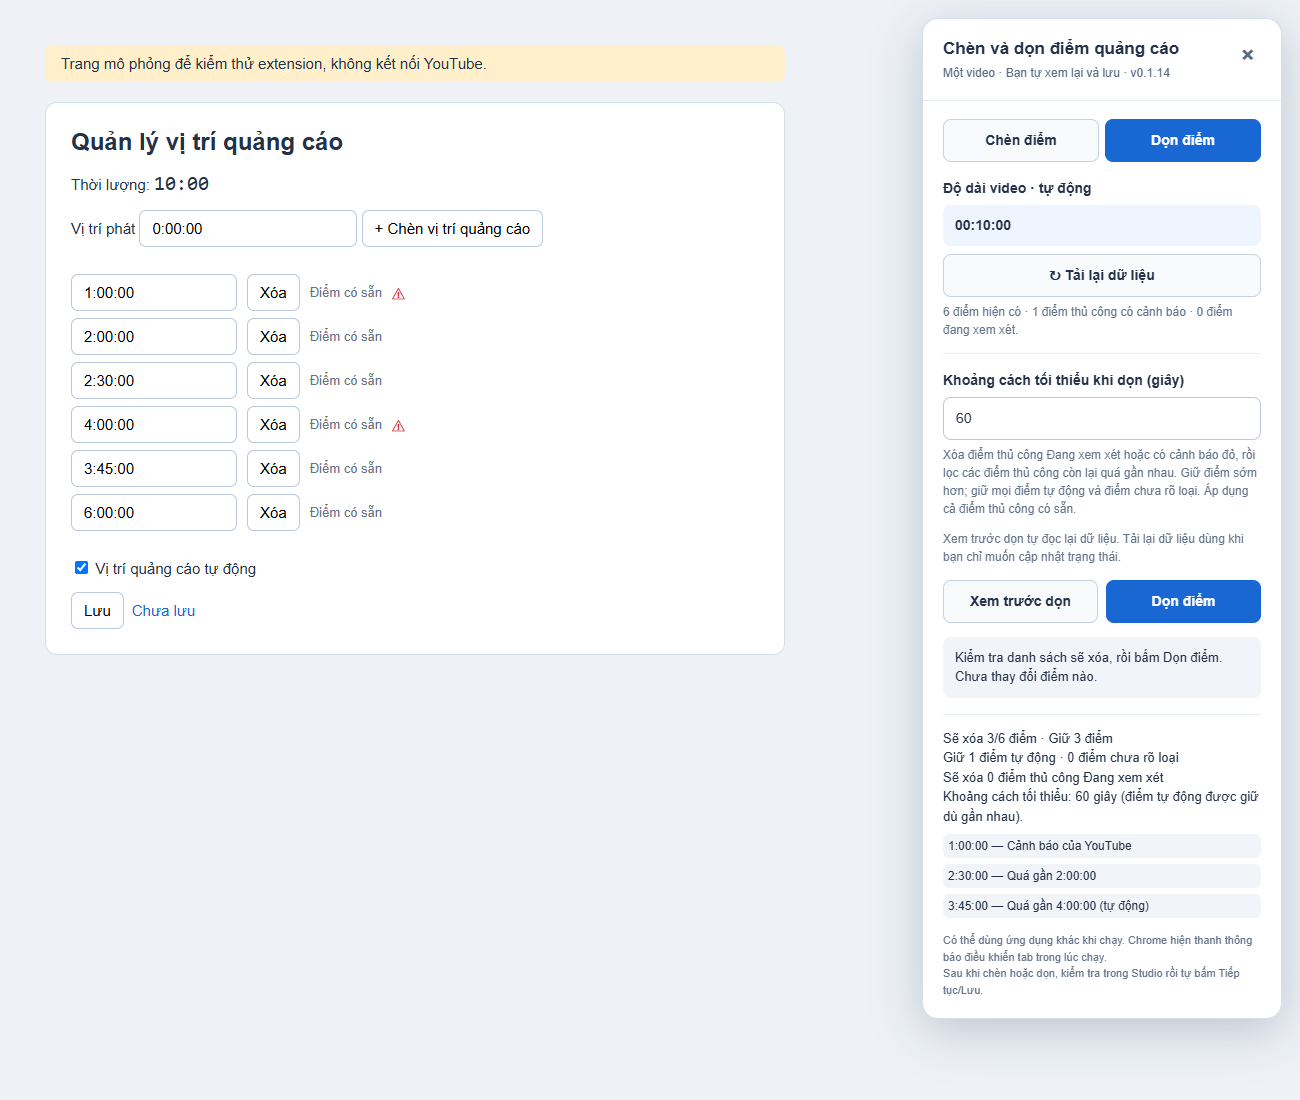 Trang mô phỏng để kiểm thử extension, không kết nối YouTube.
Quản lý vị trí quảng cáo
Thời lượng: 10:00
Vị trí phát 0:00:00 + Chèn vị trí quảng cáo
1:00:00 Xóa Điểm có sẵn ⚠
2:00:00 Xóa Điểm có sẵn
2:30:00 Xóa Điểm có sẵn
4:00:00 Xóa Điểm có sẵn ⚠
3:45:00 Xóa Điểm có sẵn
6:00:00 Xóa Điểm có sẵn
Vị trí quảng cáo tự động
Lưu Chưa lưu
Chèn và dọn điểm quảng cáo
Một video · Bạn tự xem lại và lưu · v0.1.14
×
Chèn điểm Dọn điểm
Độ dài video · tự động
00:10:00
↻ Tải lại dữ liệu
6 điểm hiện có · 1 điểm thủ công có cảnh báo · 0 điểm
đang xem xét.
Khoảng cách tối thiểu khi dọn (giây)
60
Xóa điểm thủ công Đang xem xét hoặc có cảnh báo đỏ, rồi
lọc các điểm thủ công còn lại quá gần nhau. Giữ điểm sớm
hơn; giữ mọi điểm tự động và điểm chưa rõ loại. Áp dụng
cả điểm thủ công có sẵn.
Xem trước dọn tự đọc lại dữ liệu. Tải lại dữ liệu dùng khi
bạn chỉ muốn cập nhật trạng thái.
Xem trước dọn Dọn điểm
Kiểm tra danh sách sẽ xóa, rồi bấm Dọn điểm.
Chưa thay đổi điểm nào.
Sẽ xóa 3/6 điểm · Giữ 3 điểm
Giữ 1 điểm tự động · 0 điểm chưa rõ loại
Sẽ xóa 0 điểm thủ công Đang xem xét
Khoảng cách tối thiểu: 60 giây (điểm tự động được giữ
dù gần nhau).
1:00:00 — Cảnh báo của YouTube
2:30:00 — Quá gần 2:00:00
3:45:00 — Quá gần 4:00:00 (tự động)
Có thể dùng ứng dụng khác khi chạy. Chrome hiện thanh thông
báo điều khiển tab trong lúc chạy.
Sau khi chèn hoặc dọn, kiểm tra trong Studio rồi tự bấm Tiếp
tục/Lưu.